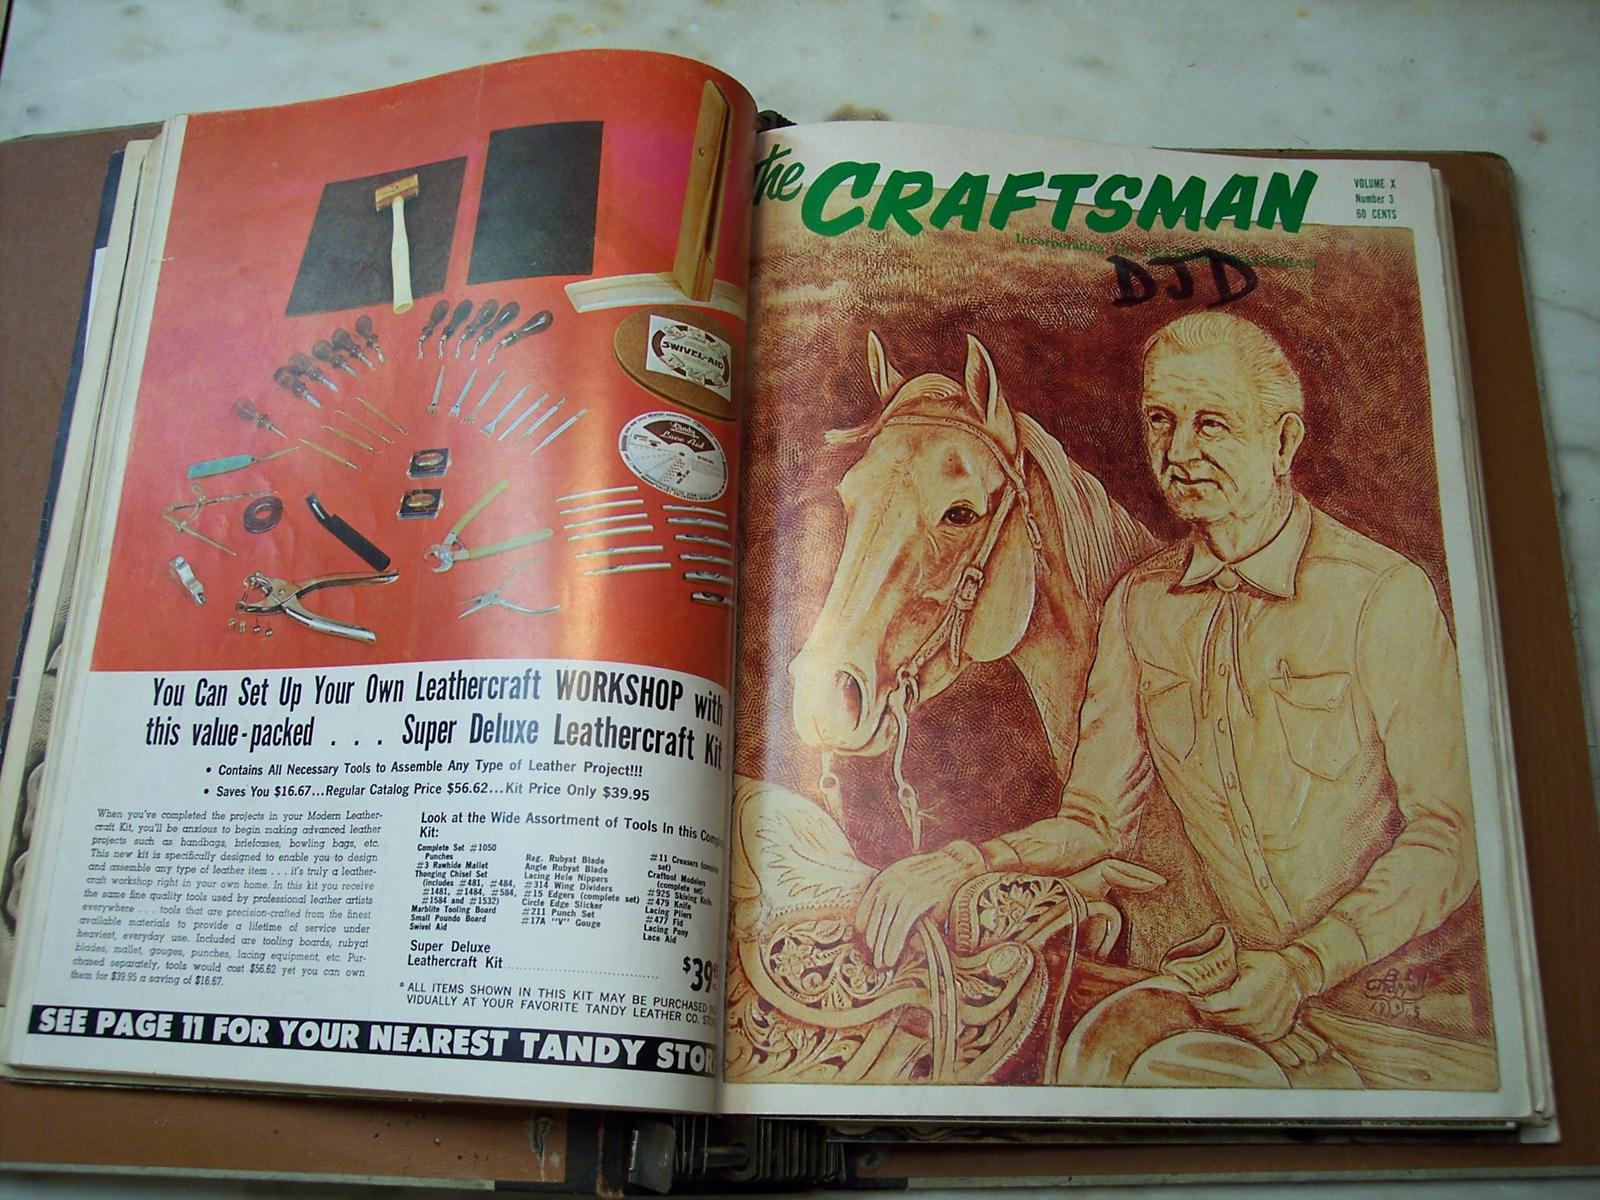 SWIVEL-AID
Lace Aid
You Can Set Up Your Own Leathercraft WORKSHOP with
this value-packed . . . Super Deluxe Leathercraft Kit
• Contains All Necessary Tools to Assemble Any Type of Leather Project!!!
• Saves You $16.67...Regular Catalog Price $56.62...Kit Price Only $39.95
When you've completed the projects in your Modern Leather-
craft Kit, you'll be anxious to begin making advanced leather
projects such as handbags, briefcases, bowling bags, etc.
This new kit is specifically designed to enable you to design
and assemble any type of leather item . . . it's truly a leather-
craft workshop right in your own home. In this kit you receive
the same fine quality tools used by professional leather artists
everywhere . . . tools that are precision-crafted from the finest
available materials to provide a lifetime of service under
heaviest, everyday use. Included are tooling boards, rubyat
blades, mallet, gouges, punches, lacing equipment, etc. Pur-
chased separately, tools would cost $56.62 yet you can own
them for $39.95 a saving of $16.67.
Look at the Wide Assortment of Tools In this
Kit:
Complete Set #1050
Punches
#3 Rawhide Mallet
Thonging Chisel Set
(includes #481, #484,
#1481, #1484, #584,
#1584 and #1532)
Marblite Tooling Board
Small Poundo Board
Swivel Aid
Reg. Rubyat Blade
Angle Rubyat Blade
Lacing Hole Nippers
#314 Wing Dividers
#15 Edgers (complete set)
Circle Edge Slicker
#211 Punch Set
#17A "V" Gouge
#11 Creasers (complete
set)
Craftool Modelers
(complete set)
#925 Skiving Knife
#479 Knife
Lacing Pliers
#477 Fid
Lacing Pony
Lace Aid
Super Deluxe
Leathercraft Kit........................ $39
* ALL ITEMS SHOWN IN THIS KIT MAY BE PURCHASED
VIDUALLY AT YOUR FAVORITE TANDY LEATHER CO.
SEE PAGE 11 FOR YOUR NEAREST TANDY STOR
The CRAFTSMAN
VOLUME X
Number 3
60 CENTS
Incorporating
DJD